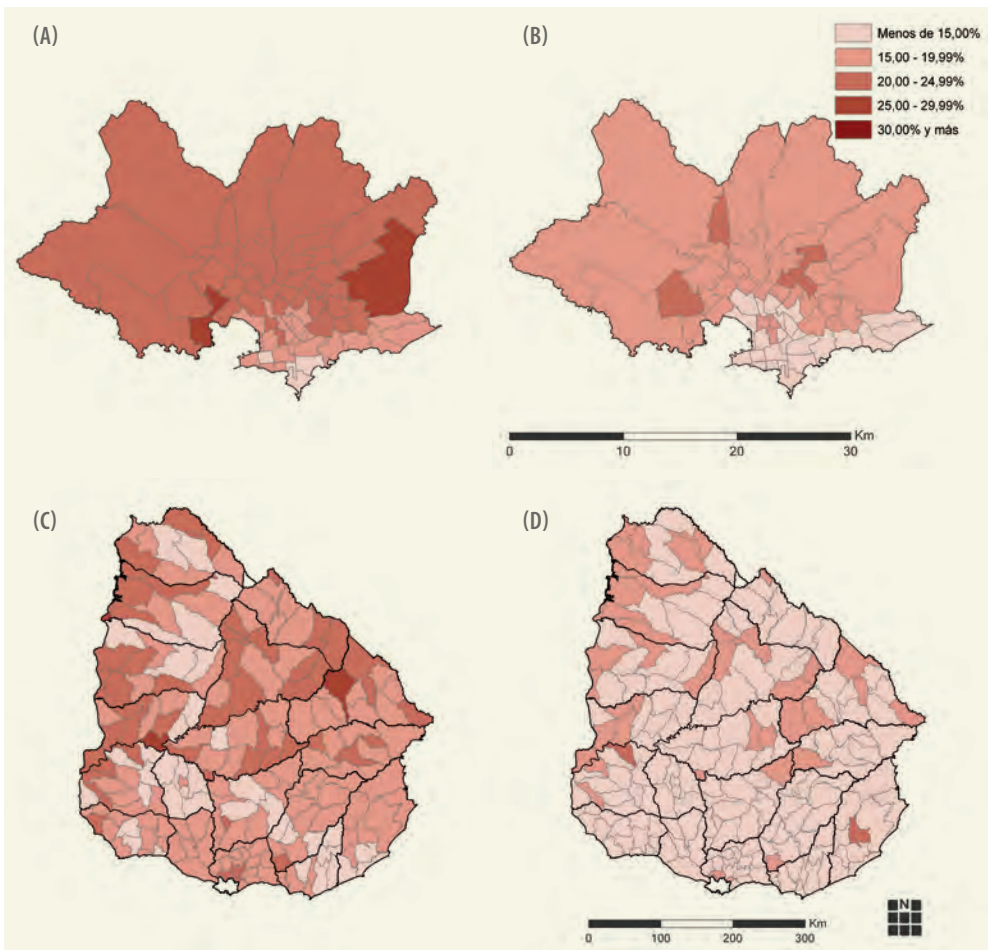 (A)
(B)
Menos de 15,00%
15,00 - 19,99%
20,00 - 24,99%
25,00 - 29,99%
30,00% y más
Km
0 10 20 30
(C)
(D)
N
Km
0 100 200 300